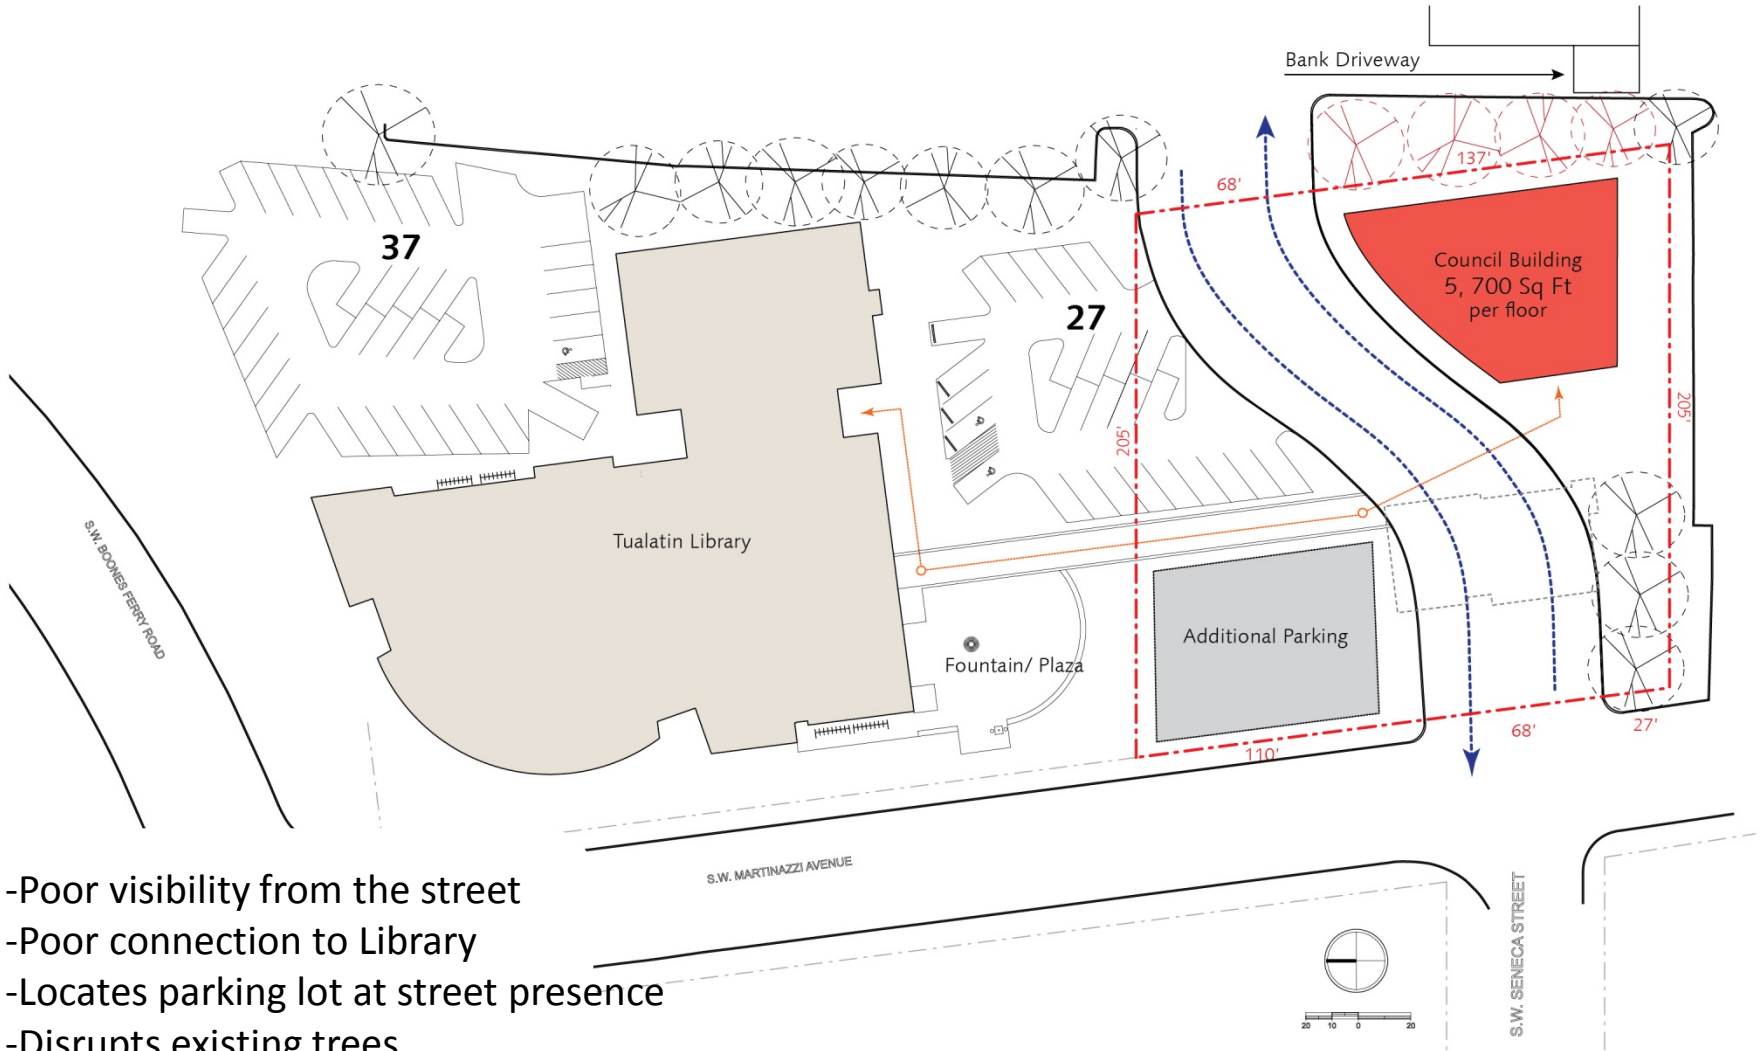 Bank Driveway
137'
68'
37
27
Council Building
5, 700 Sq Ft
per floor
205'
205'
Tualatin Library
S.W. BOONES FERRY ROAD
Additional Parking
Fountain/ Plaza
27'
68'
110'
S.W. MARTINAZZI AVENUE
S.W. SENECA STREET
-Poor visibility from the street
-Poor connection to Library
-Locates parking lot at street presence
-Disrupts existing trees
20 10 0 20